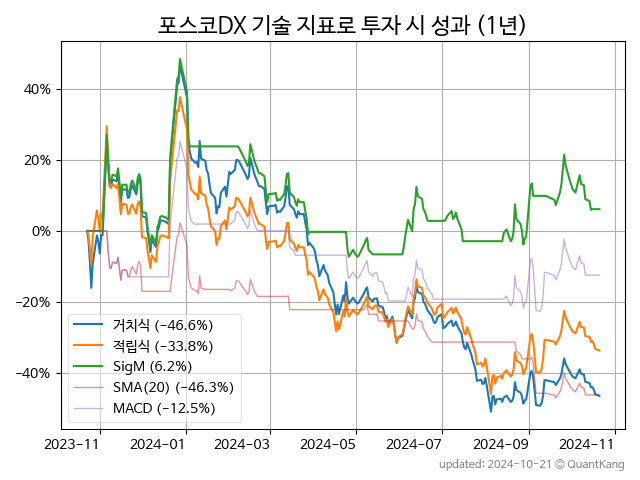 포스코DX 기술 지표로 투자 시 성과 (1년)
40%
20%
0%
−20%
−40%
거치식 (−46.6%)
적립식 (−33.8%)
SigM (6.2%)
SMA(20) (−46.3%)
MACD (−12.5%)
2023-11 2024-01 2024-03 2024-05 2024-07 2024-09 2024-11
updated: 2024-10-21 © QuantKang